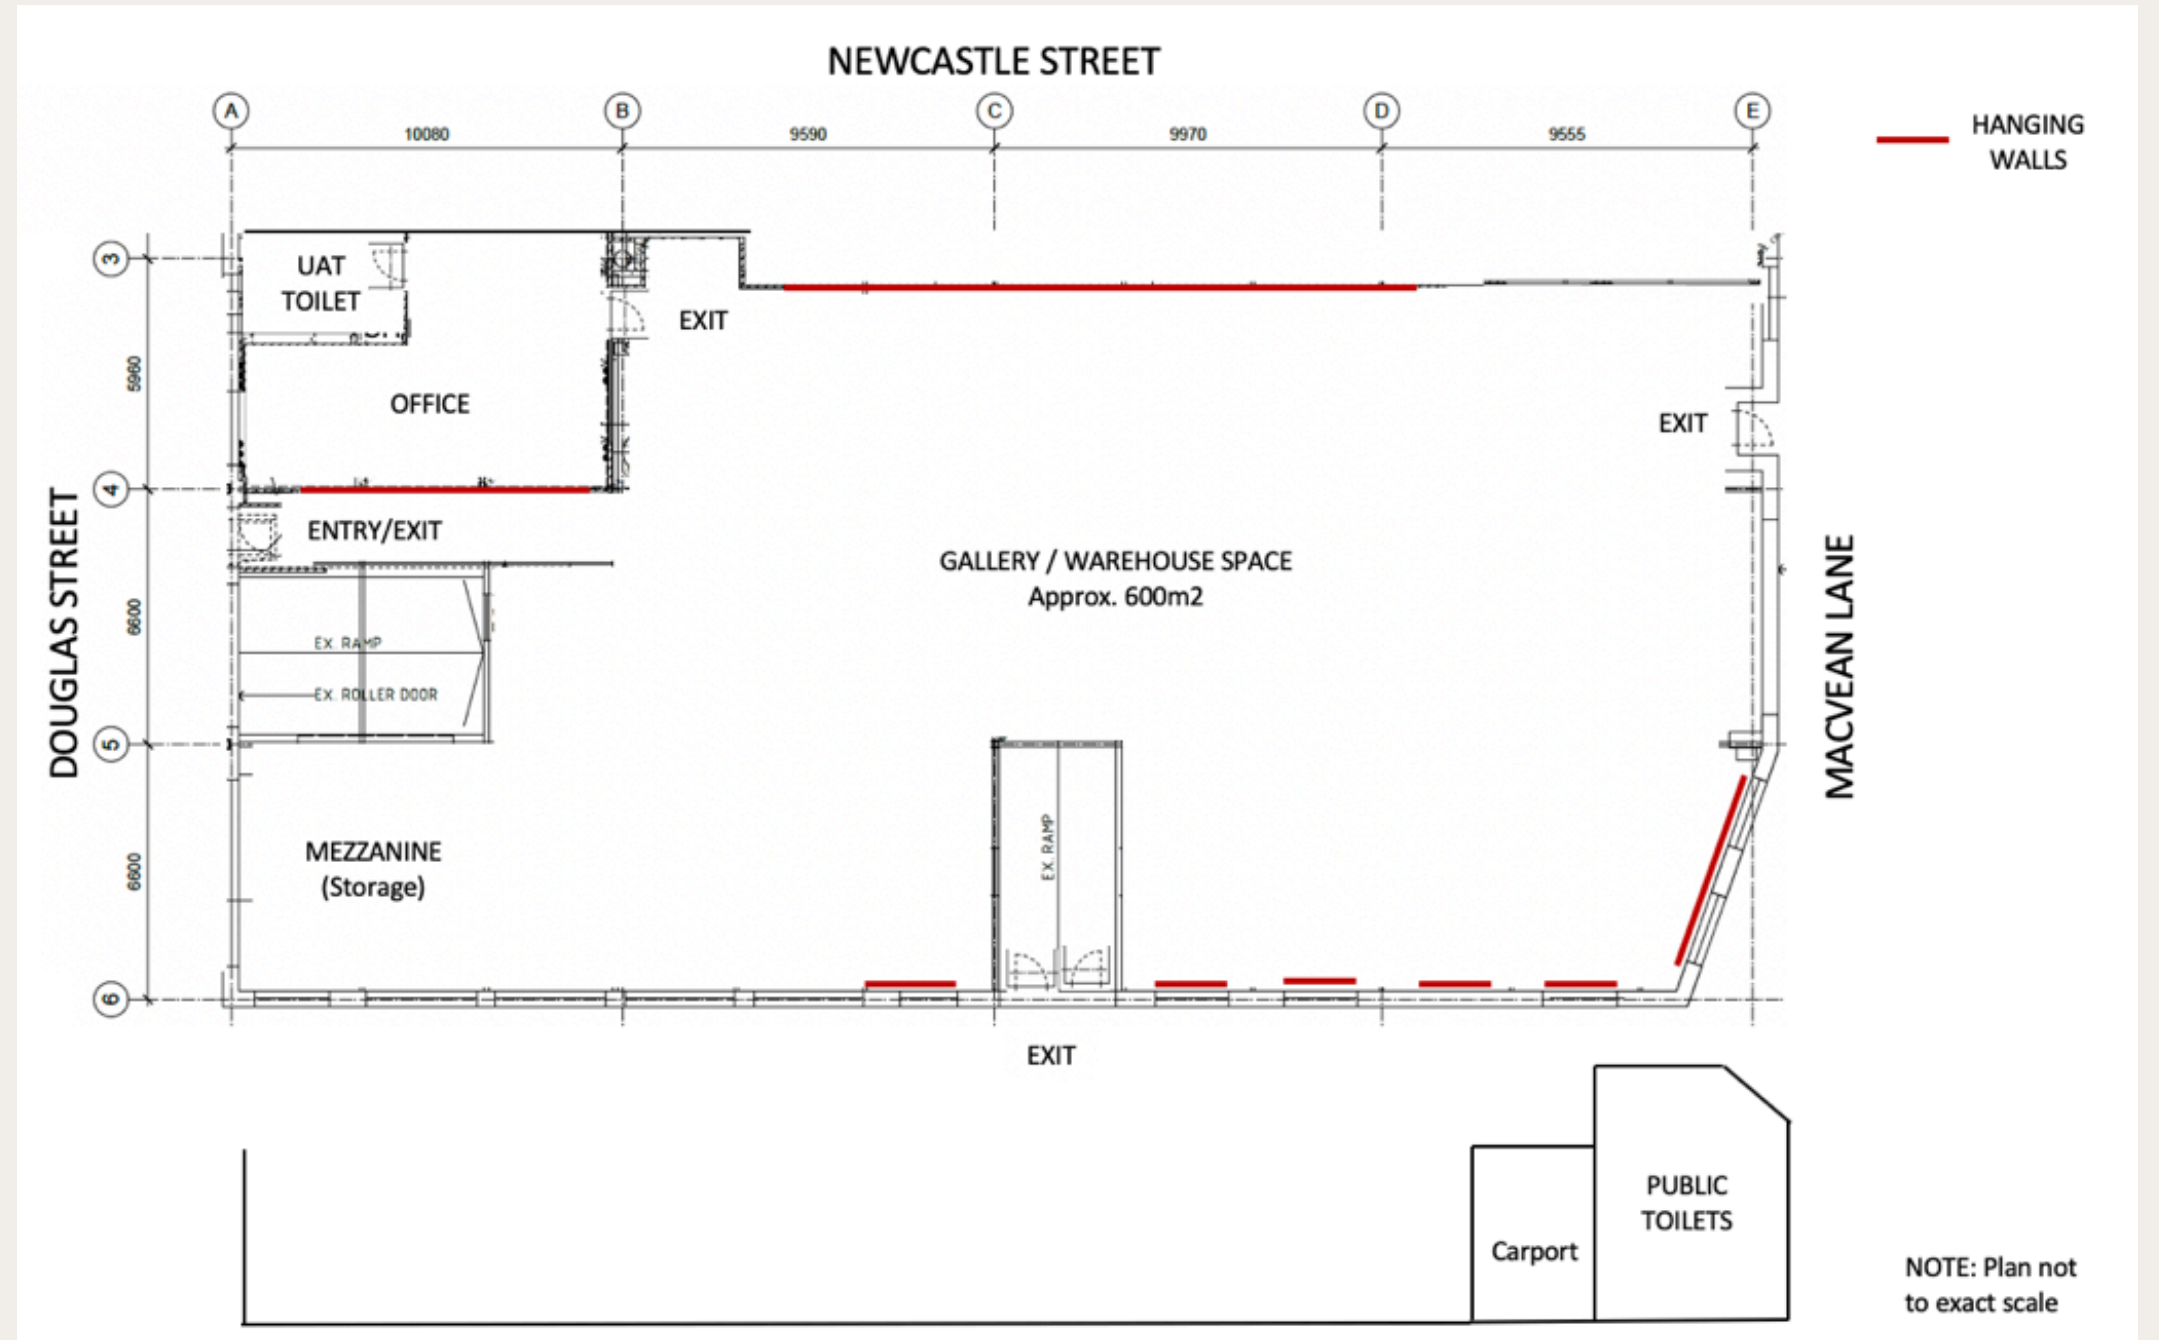 NEWCASTLE STREET
A
B
C
D
E
10080
9590
9970
9555
HANGING
WALLS
3
4
5
6
5960
6600
6600
DOUGLAS STREET
UAT
TOILET
EXIT
OFFICE
EXIT
ENTRY/EXIT
GALLERY / WAREHOUSE SPACE
Approx. 600m2
MACVEAN LANE
EX. RAMP
EX. ROLLER DOOR
MEZZANINE
(Storage)
EX. RAMP
EXIT
PUBLIC
TOILETS
Carport
NOTE: Plan not
to exact scale